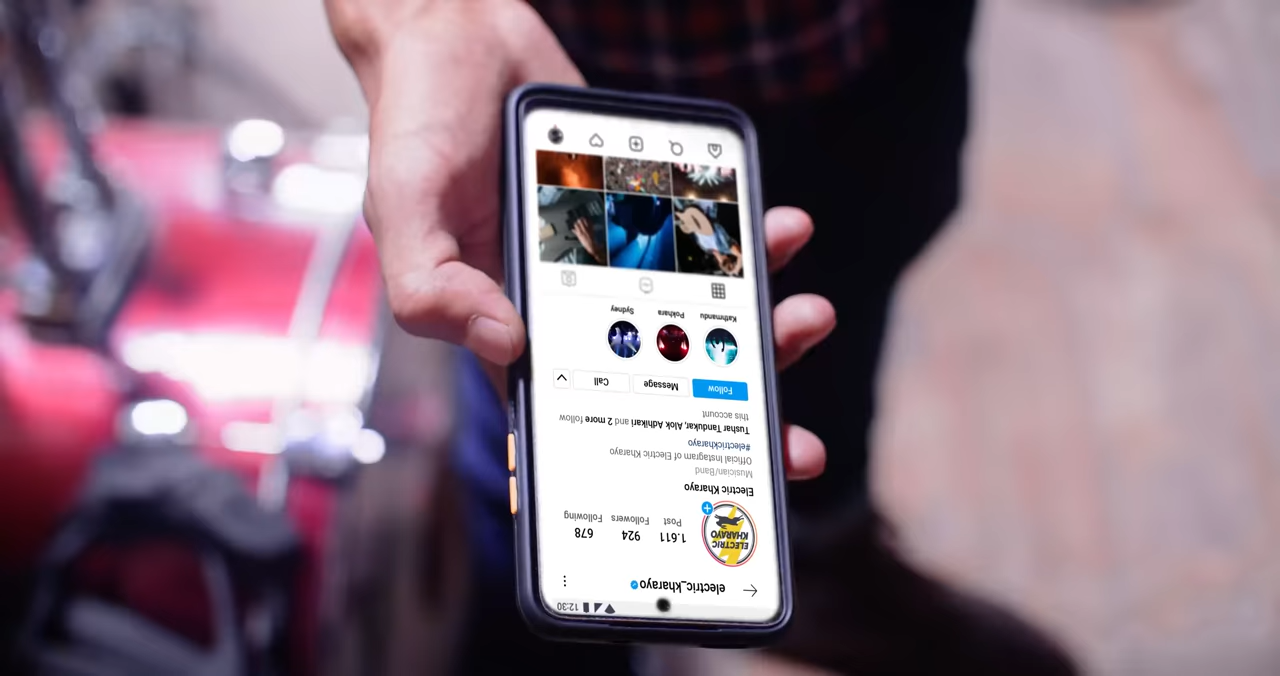 12:30
electric_kharayo
1.611 924 678
Post Followers Following
ELECTRIC
KHARAYO
Electric Kharayo
Musician/Band
Official Instagram of Electric Kharayo
#electrickharayo
Tushar Tandukar, Alok Adhikari and 2 more follow
this account
Follow Message Call
Kathmandu Pokhara Sydney